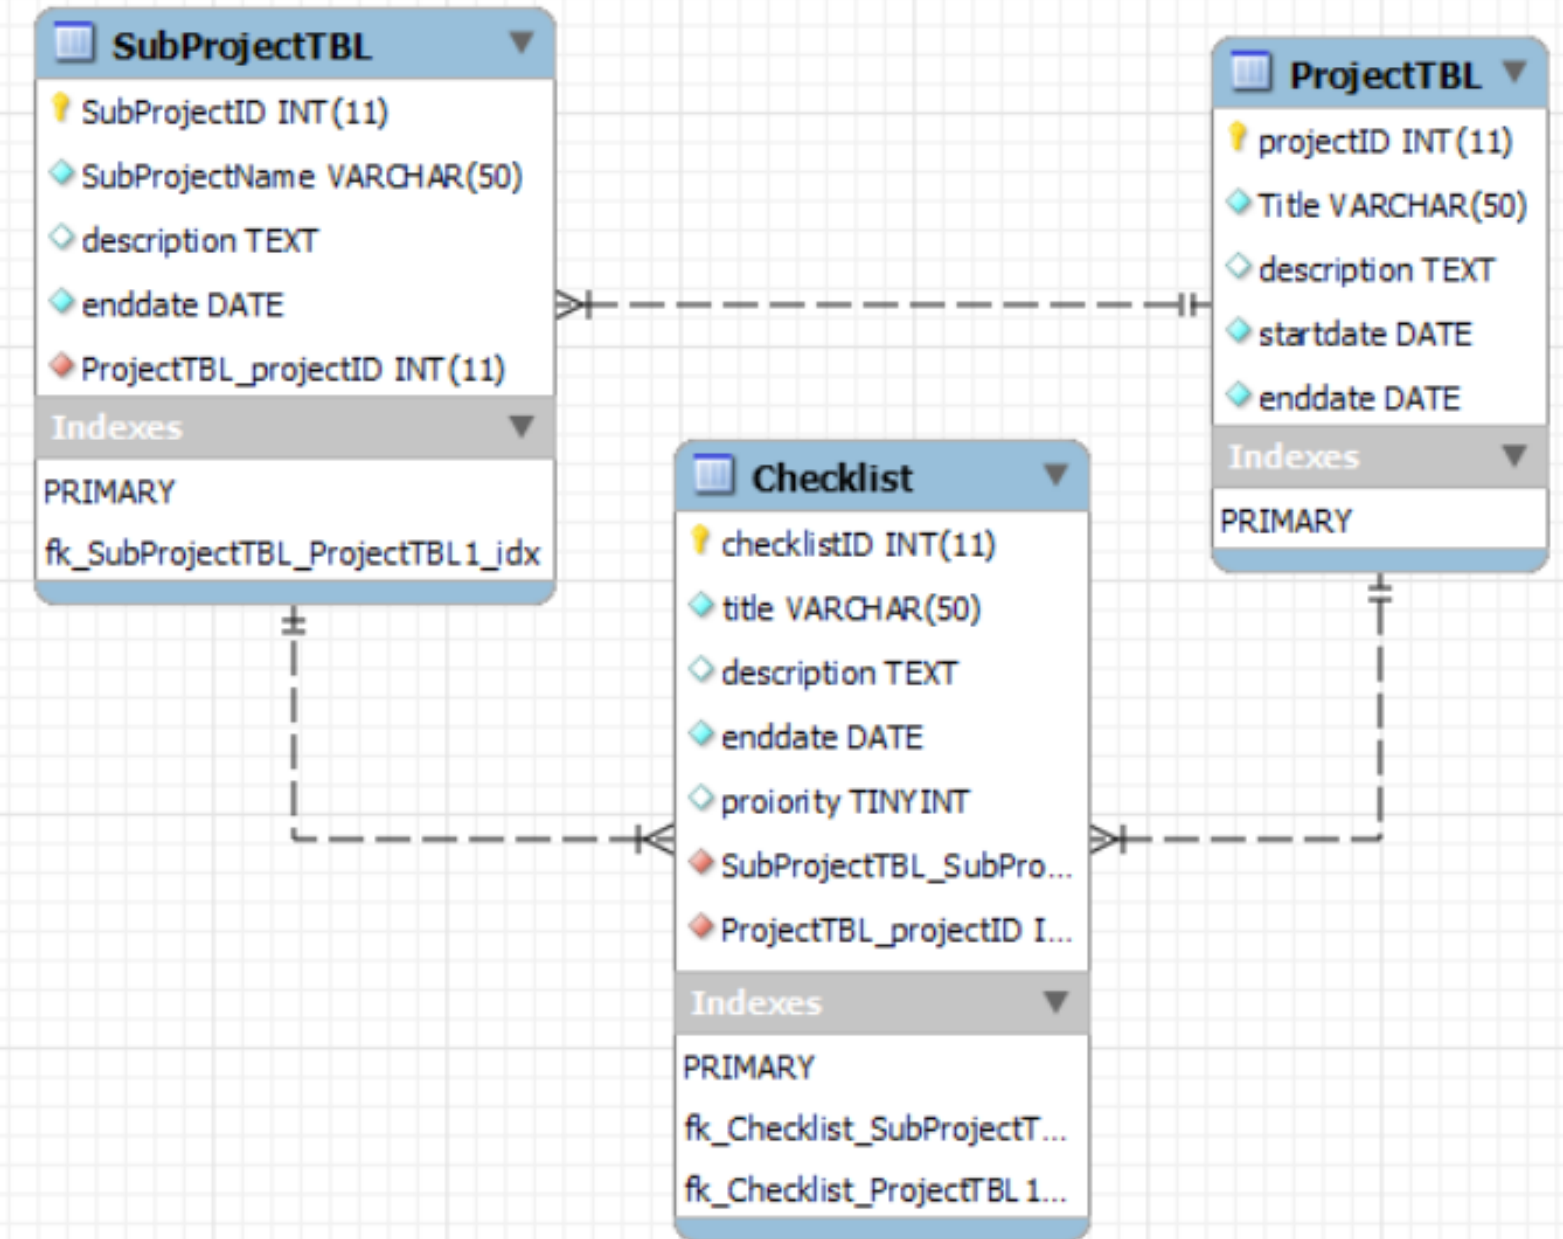 SubProjectTBL
SubProjectID INT(11)
SubProjectName VARCHAR(50)
description TEXT
enddate DATE
ProjectTBL_projectID INT(11)
Indexes
PRIMARY
fk_SubProjectTBL_ProjectTBL1_idx
ProjectTBL
projectID INT(11)
Title VARCHAR(50)
description TEXT
startdate DATE
enddate DATE
Indexes
PRIMARY
Checklist
checklistID INT(11)
title VARCHAR(50)
description TEXT
enddate DATE
proiority TINYINT
SubProjectTBL_SubPro...
ProjectTBL_projectID I...
Indexes
PRIMARY
fk_Checklist_SubProjectT...
fk_Checklist_ProjectTBL1...